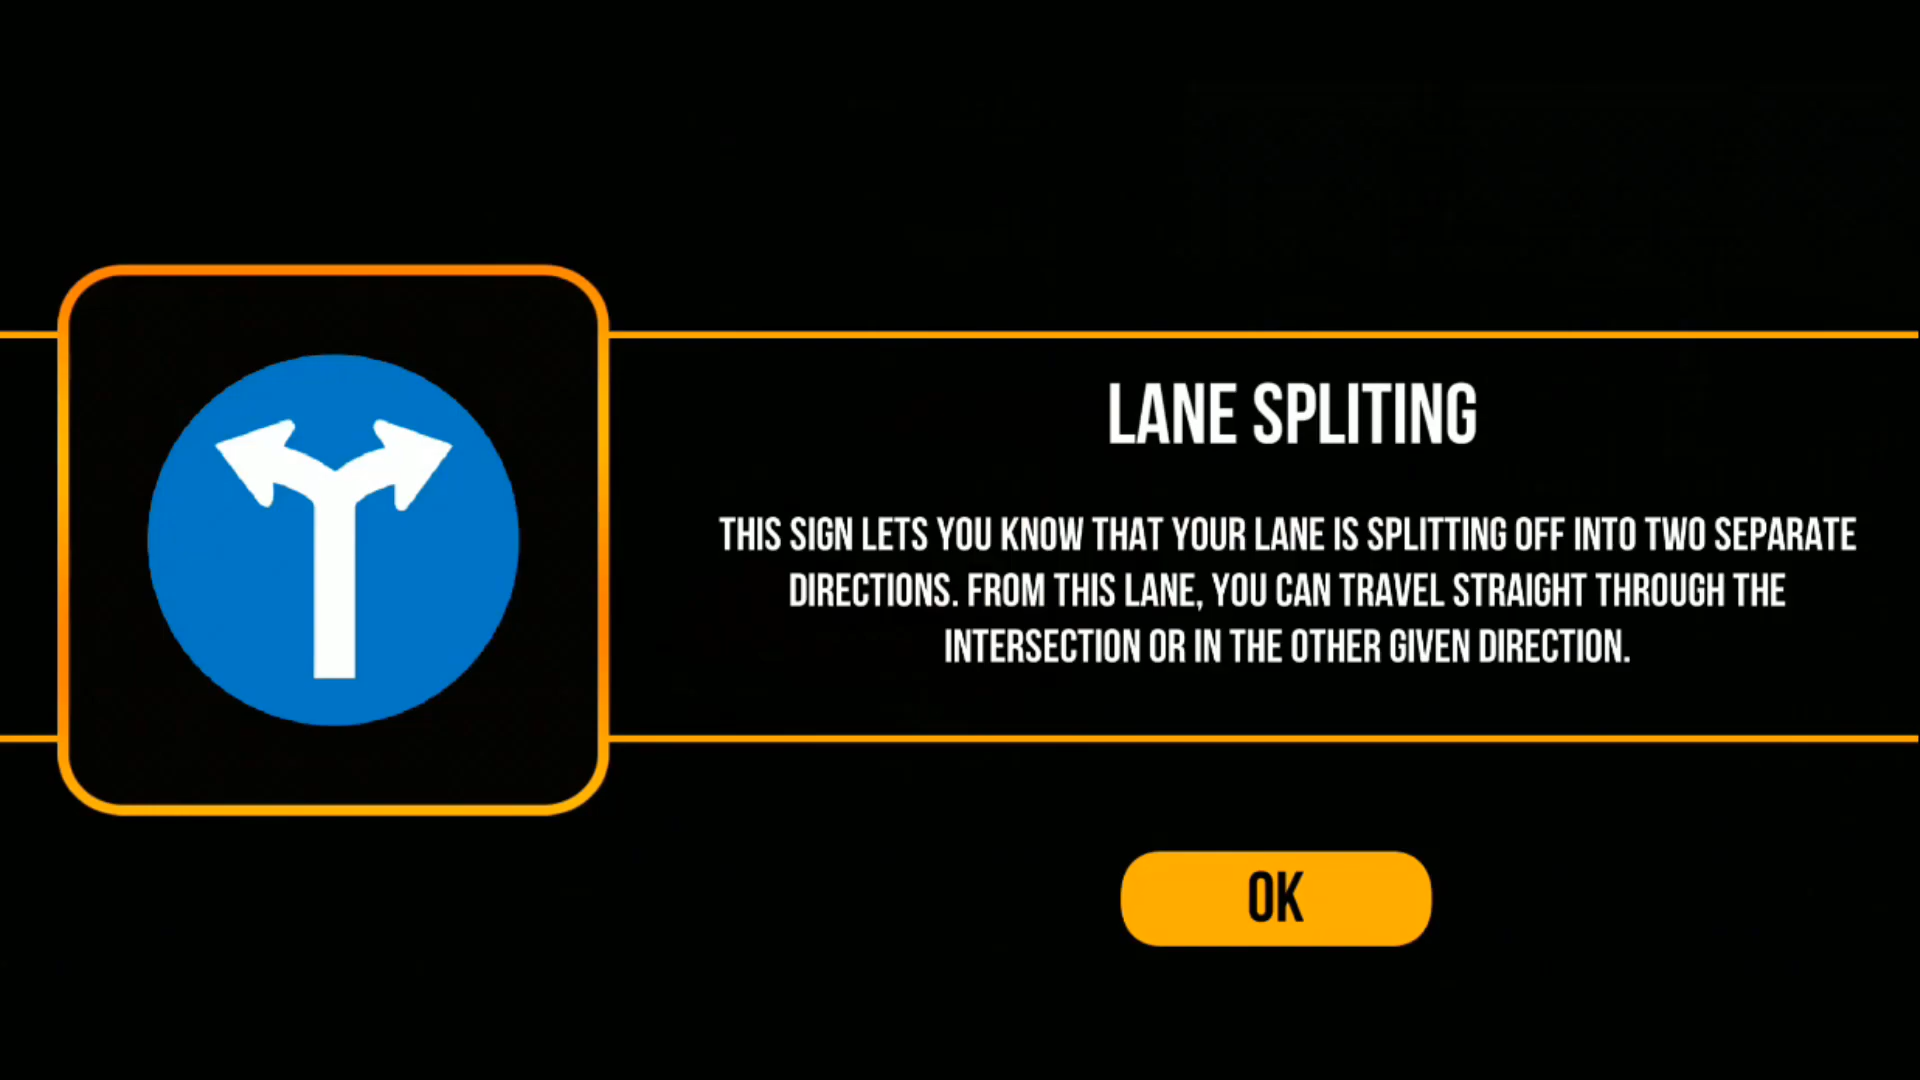 LANE SPLITING
THIS SIGN LETS YOU KNOW THAT YOUR LANE IS SPLITTING OFF INTO TWO SEPARATE
DIRECTIONS. FROM THIS LANE, YOU CAN TRAVEL STRAIGHT THROUGH THE
INTERSECTION OR IN THE OTHER GIVEN DIRECTION.
OK